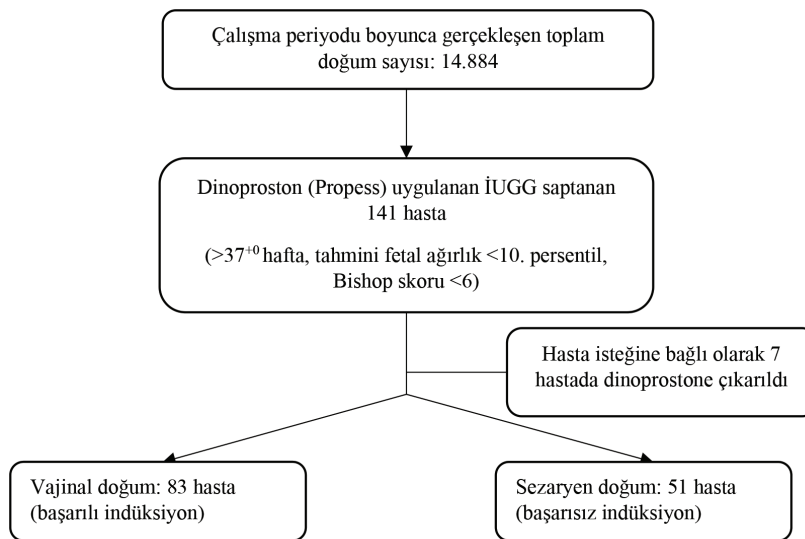 Çalışma periyodu boyunca gerçekleşen toplam
doğum sayısı: 14.884
Dinoproston (Propess) uygulanan İUGG saptanan
141 hasta
(>37⁺⁰ hafta, tahmini fetal ağırlık <10. persentil,
Bishop skoru <6)
Hasta isteğine bağlı olarak 7
hastada dinoprostone çıkarıldı
Vajinal doğum: 83 hasta
(başarılı indüksiyon)
Sezaryen doğum: 51 hasta
(başarısız indüksiyon)